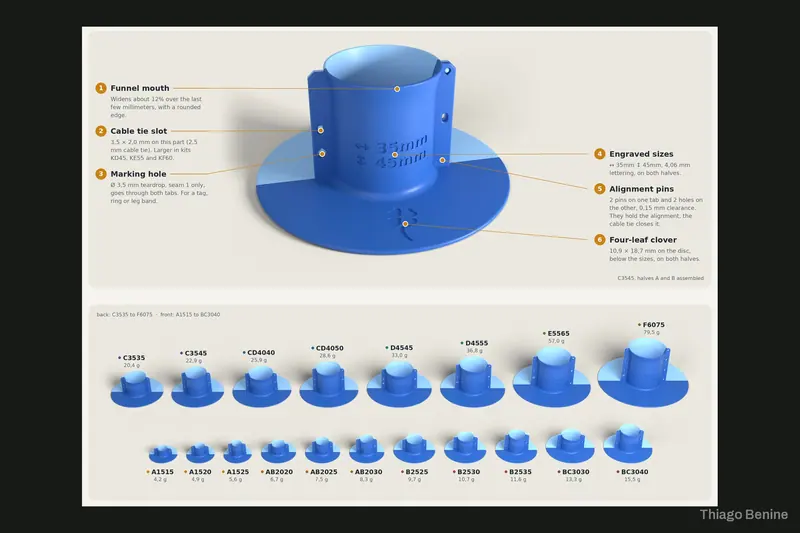 1 Funnel mouth
Widens about 12% over the last
few millimeters, with a rounded
edge.
2 Cable tie slot
3,5 × 2,0 mm on this part (2,5
mm cable tie). Larger in kits
KD45, KE55 and KF60.
3 Marking hole
Ø 3,5 mm teardrop, seam 1 only,
goes through both tabs. For a tag,
ring or leg band.
↔ 35mm
↕ 45mm
4 Engraved sizes
↔ 35mm ↕ 45mm, 4,06 mm
lettering, on both halves.
5 Alignment pins
2 pins on one tab and 2 holes on
the other, 0,15 mm clearance.
They hold the alignment, the
cable tie closes it.
6 Four-leaf clover
10,9 × 18,7 mm on the disc,
below the sizes, on both halves.
C3545, halves A and B assembled
back: C3535 to F6075 · front: A1515 to BC3040
C3535
20,4 g
C3545
22,9 g
CD4040
25,9 g
CD4050
28,6 g
D4545
33,0 g
D4555
36,8 g
E5565
57,0 g
F6075
79,5 g
A1515
4,2 g
A1520
4,9 g
A1525
5,6 g
AB2020
6,7 g
AB2025
7,5 g
AB2030
8,3 g
B2525
9,7 g
B2530
10,7 g
B2535
11,6 g
BC3030
13,3 g
BC3040
15,5 g
Thiago Benine